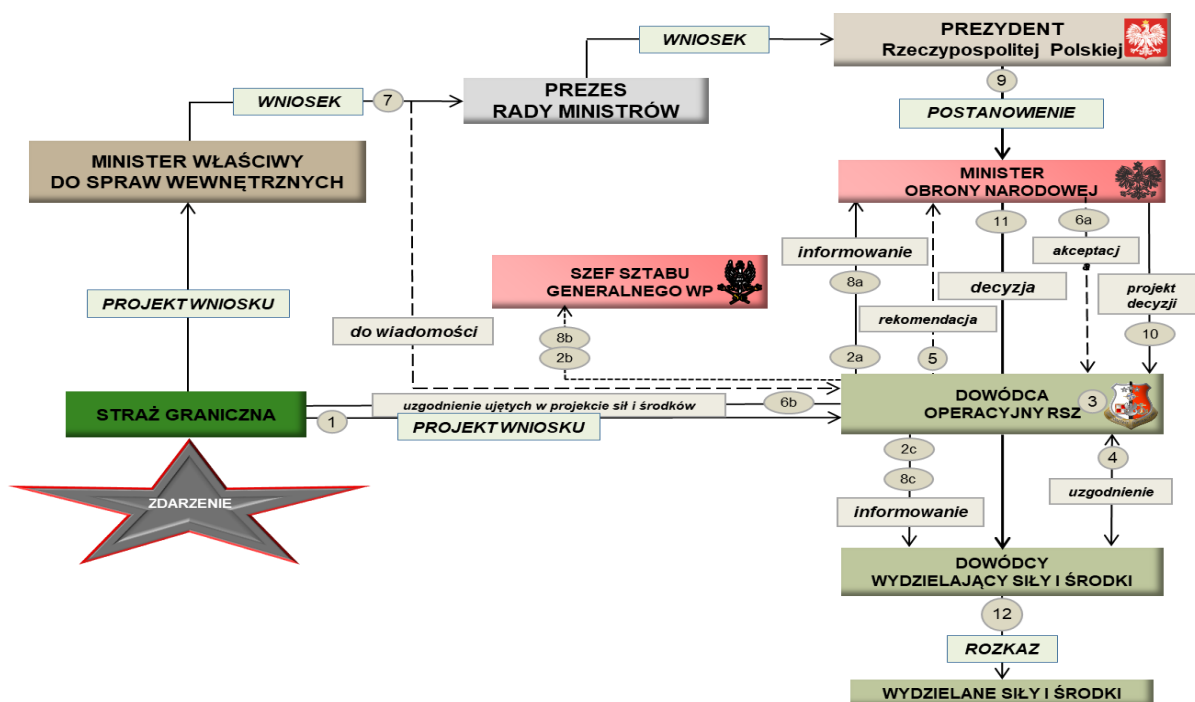 WNIOSEK
PREZYDENT
Rzeczypospolitej Polskiej
9
WNIOSEK
7
PREZES
RADY MINISTRÓW
POSTANOWIENIE
MINISTER WŁAŚCIWY
DO SPRAW WEWNĘTRZNYCH
MINISTER
OBRONY NARODOWEJ
11
6a
informowanie
akceptacj
a
SZEF SZTABU
GENERALNEGO WP
8a
decyzja
projekt
decyzji
PROJEKT WNIOSKU
do wiadomości
8b
2b
rekomendacja
10
2a
5
STRAŻ GRANICZNA
uzgodnienie ujętych w projekcie sił i środków
6b
DOWÓDCA
OPERACYJNY RSZ
3
1
PROJEKT WNIOSKU
2c
4
8c
ZDARZENIE
uzgodnienie
informowanie
DOWÓDCY
WYDZIELAJĄCY SIŁY I ŚRODKI
12
ROZKAZ
WYDZIELANE SIŁY I ŚRODKI